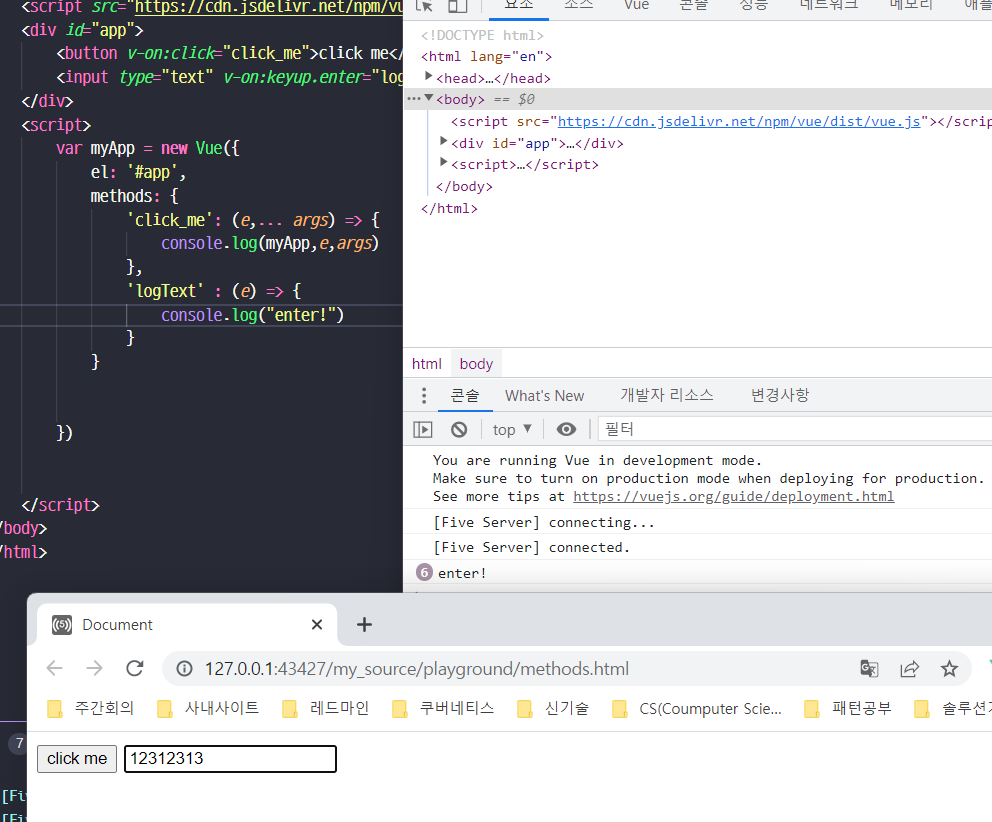 <script src="https://cdn.jsdelivr.net/npm/vu
<div id="app">
<button v-on:click="click_me">click me</
<input type="text" v-on:keyup.enter="log
</div>
<script>
var myApp = new Vue({
el: '#app',
methods: {
'click_me': (e,... args) => {
console.log(myApp,e,args)
},
'logText' : (e) => {
console.log("enter!")
}
}
})
</script>
/body>
/html>
요소 소스 Vue 콘솔 성능 네트워크 메모리 애플
<!DOCTYPE html>
<html lang="en">
<head>…</head>
<body> == $0
<script src="https://cdn.jsdelivr.net/npm/vue/dist/vue.js"></scrip
<div id="app">…</div>
<script>…</script>
</body>
</html>
html body
콘솔 What's New 개발자 리소스 변경사항
top 필터
You are running Vue in development mode.
Make sure to turn on production mode when deploying for production.
See more tips at https://vuejs.org/guide/deployment.html
[Five Server] connecting...
[Five Server] connected.
6 enter!
Document
127.0.0.1:43427/my_source/playground/methods.html
주간회의 사내사이트 레드마인 쿠버네티스 신기술 CS(Coumputer Scie... 패턴공부 솔루션
click me 12312313
7
[Fi
[Fi